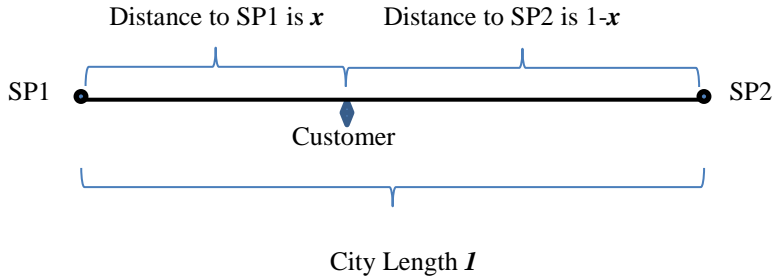 Distance to SP1 is x
Distance to SP2 is 1-x
SP1
SP2
Customer
City Length 1